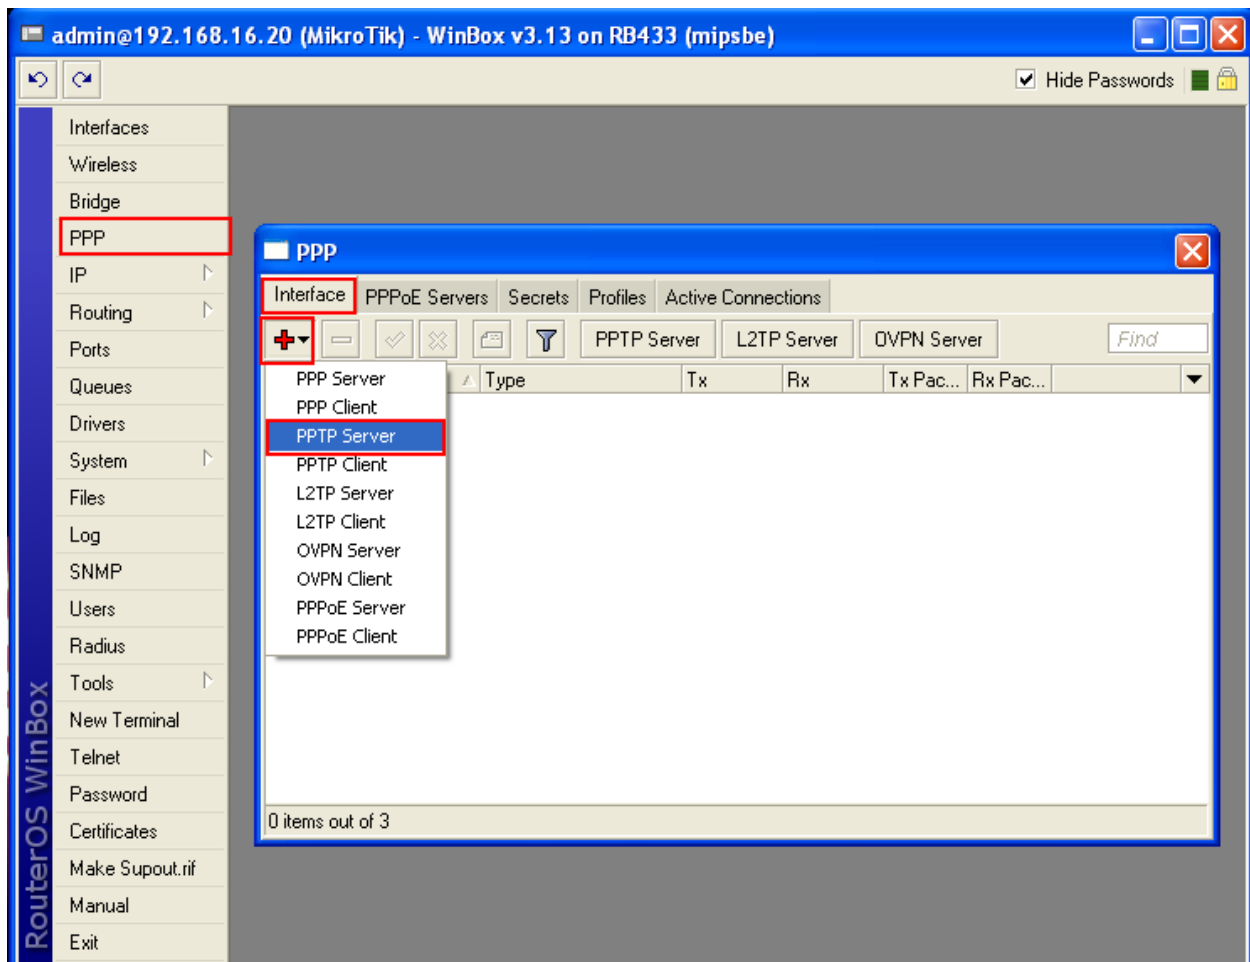 admin@192.168.16.20 (MikroTik) - WinBox v3.13 on RB433 (mipsbe)
Hide Passwords
Interfaces
Wireless
Bridge
PPP
IP
Routing
Ports
Queues
Drivers
System
Files
Log
SNMP
Users
Radius
Tools
New Terminal
Telnet
Password
Certificates
Make Supout.rif
Manual
Exit
RouterOS WinBox
PPP
Interface PPPoE Servers Secrets Profiles Active Connections
PPTP Server L2TP Server OVPN Server Find
Type Tx Rx Tx Pac... Rx Pac...
PPP Server
PPP Client
PPTP Server
PPTP Client
L2TP Server
L2TP Client
OVPN Server
OVPN Client
PPPoE Server
PPPoE Client
0 items out of 3